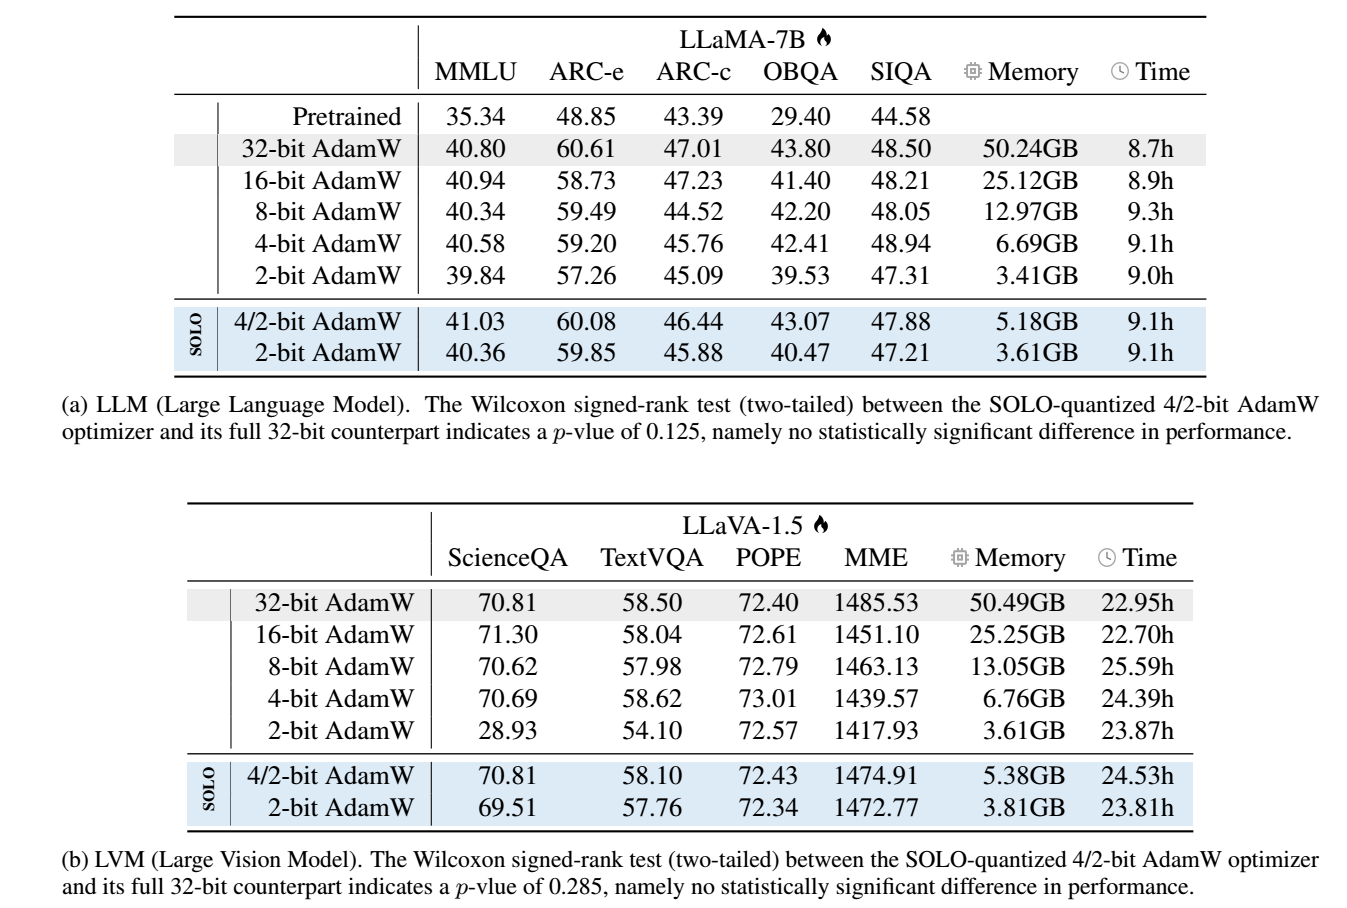 LLaMA-7B
MMLU ARC-e ARC-c OBQA SIQA Memory Time
Pretrained 35.34 48.85 43.39 29.40 44.58
32-bit AdamW 40.80 60.61 47.01 43.80 48.50 50.24GB 8.7h
16-bit AdamW 40.94 58.73 47.23 41.40 48.21 25.12GB 8.9h
8-bit AdamW 40.34 59.49 44.52 42.20 48.05 12.97GB 9.3h
4-bit AdamW 40.58 59.20 45.76 42.41 48.94 6.69GB 9.1h
2-bit AdamW 39.84 57.26 45.09 39.53 47.31 3.41GB 9.0h
SOLO
4/2-bit AdamW 41.03 60.08 46.44 43.07 47.88 5.18GB 9.1h
2-bit AdamW 40.36 59.85 45.88 40.47 47.21 3.61GB 9.1h
(a) LLM (Large Language Model). The Wilcoxon signed-rank test (two-tailed) between the SOLO-quantized 4/2-bit AdamW
optimizer and its full 32-bit counterpart indicates a p-vlue of 0.125, namely no statistically significant difference in performance.
LLaVA-1.5
ScienceQA TextVQA POPE MME Memory Time
32-bit AdamW 70.81 58.50 72.40 1485.53 50.49GB 22.95h
16-bit AdamW 71.30 58.04 72.61 1451.10 25.25GB 22.70h
8-bit AdamW 70.62 57.98 72.79 1463.13 13.05GB 25.59h
4-bit AdamW 70.69 58.62 73.01 1439.57 6.76GB 24.39h
2-bit AdamW 28.93 54.10 72.57 1417.93 3.61GB 23.87h
SOLO
4/2-bit AdamW 70.81 58.10 72.43 1474.91 5.38GB 24.53h
2-bit AdamW 69.51 57.76 72.34 1472.77 3.81GB 23.81h
(b) LVM (Large Vision Model). The Wilcoxon signed-rank test (two-tailed) between the SOLO-quantized 4/2-bit AdamW optimizer
and its full 32-bit counterpart indicates a p-vlue of 0.285, namely no statistically significant difference in performance.